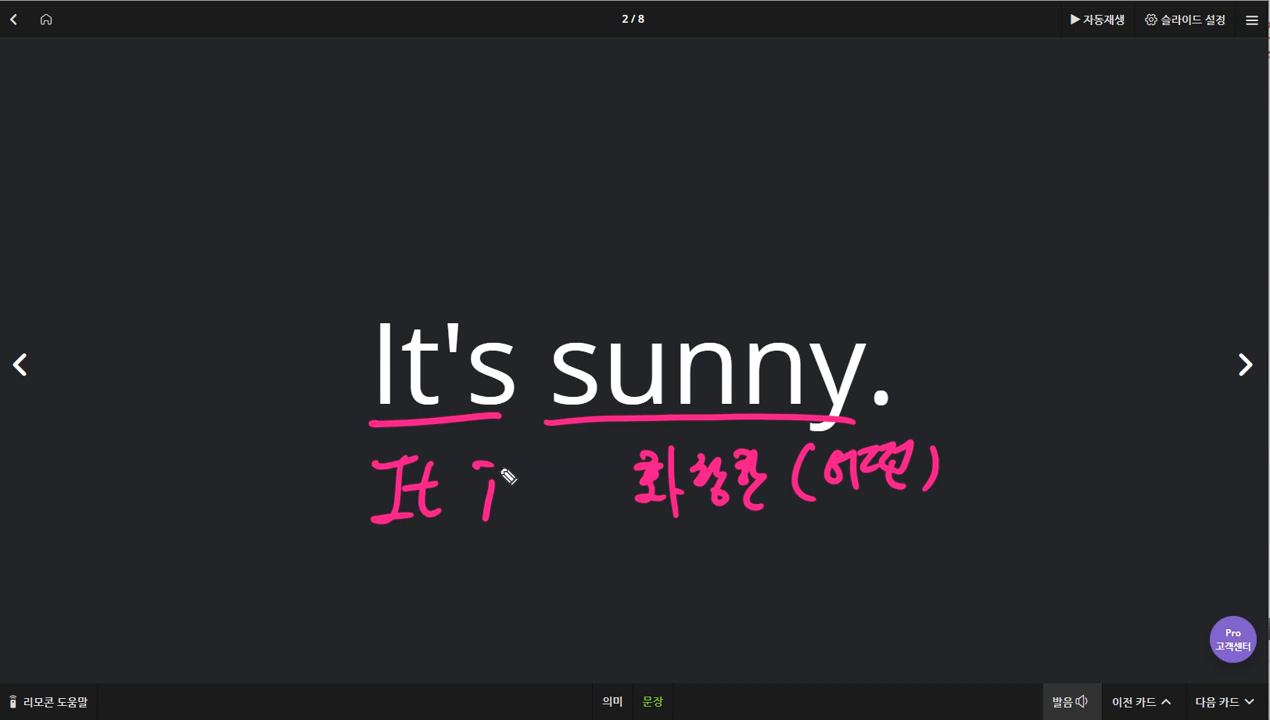 2 / 8
자동재생
슬라이드 설정
It's sunny.
It i
화창한 (어떤)
Pro
고객센터
리모콘 도움말
의미
문장
발음
이전 카드
다음 카드